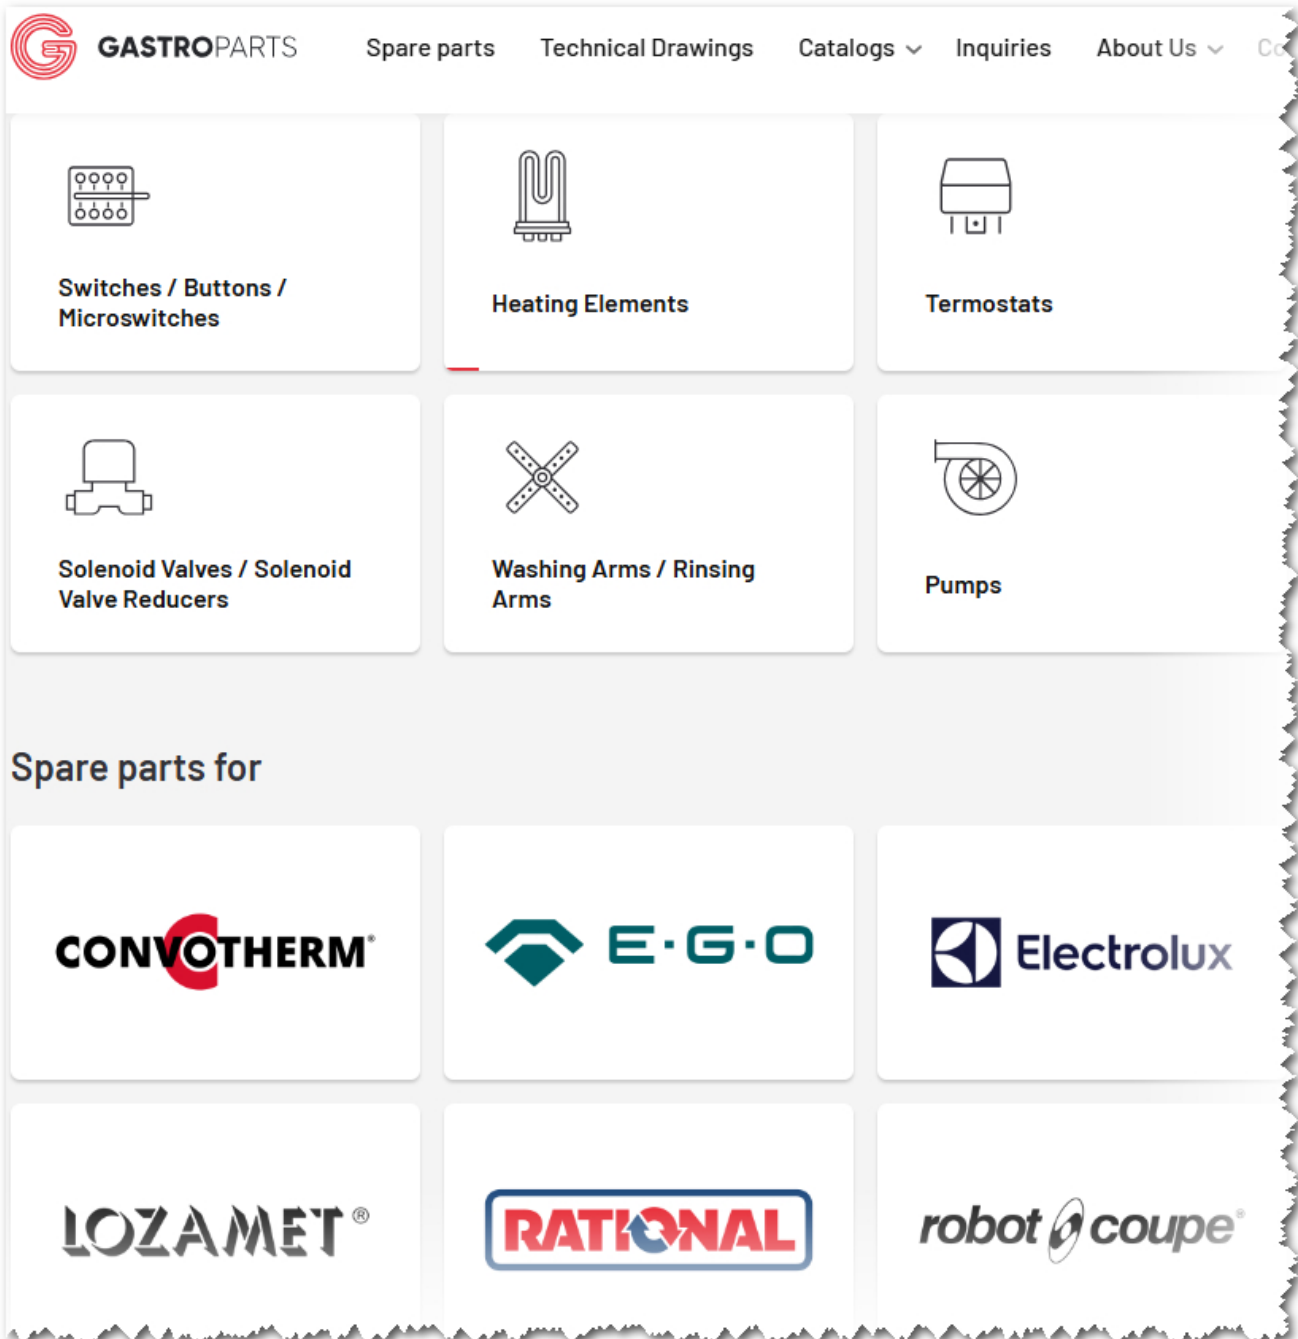 GASTROPARTS Spare parts Technical Drawings Catalogs Inquiries About Us
Switches / Buttons /
Microswitches
Heating Elements
Termostats
Solenoid Valves / Solenoid
Valve Reducers
Washing Arms / Rinsing
Arms
Pumps
Spare parts for
CONVOTHERM®
E·G·O
Electrolux
LOZAMET®
RATIONAL
robot coupe®